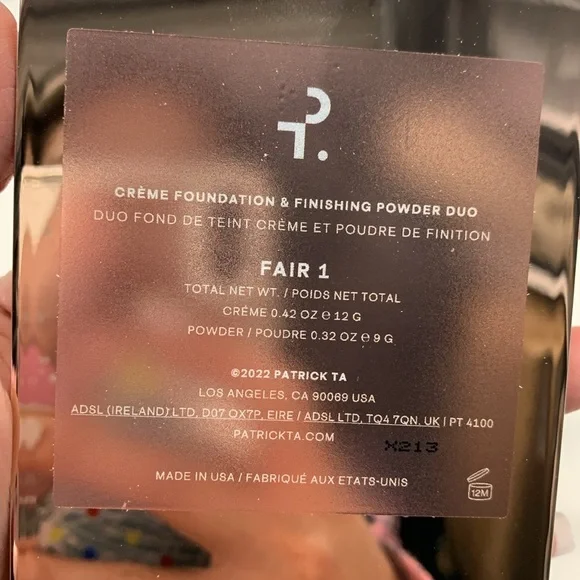 CRÈME FOUNDATION & FINISHING POWDER DUO
DUO FOND DE TEINT CRÈME ET POUDRE DE FINITION
FAIR 1
TOTAL NET WT. / POIDS NET TOTAL
CRÉME 0.42 OZ ℮ 12 G
POWDER / POUDRE 0.32 OZ ℮ 9 G
©2022 PATRICK TA
LOS ANGELES, CA 90069 USA
ADSL (IRELAND) LTD, D07 OX7P, EIRE / ADSL LTD, TQ4 7QN, UK | PT 4100
PATRICKTA.COM
X213
MADE IN USA / FABRIQUÉ AUX ETATS-UNIS
12M